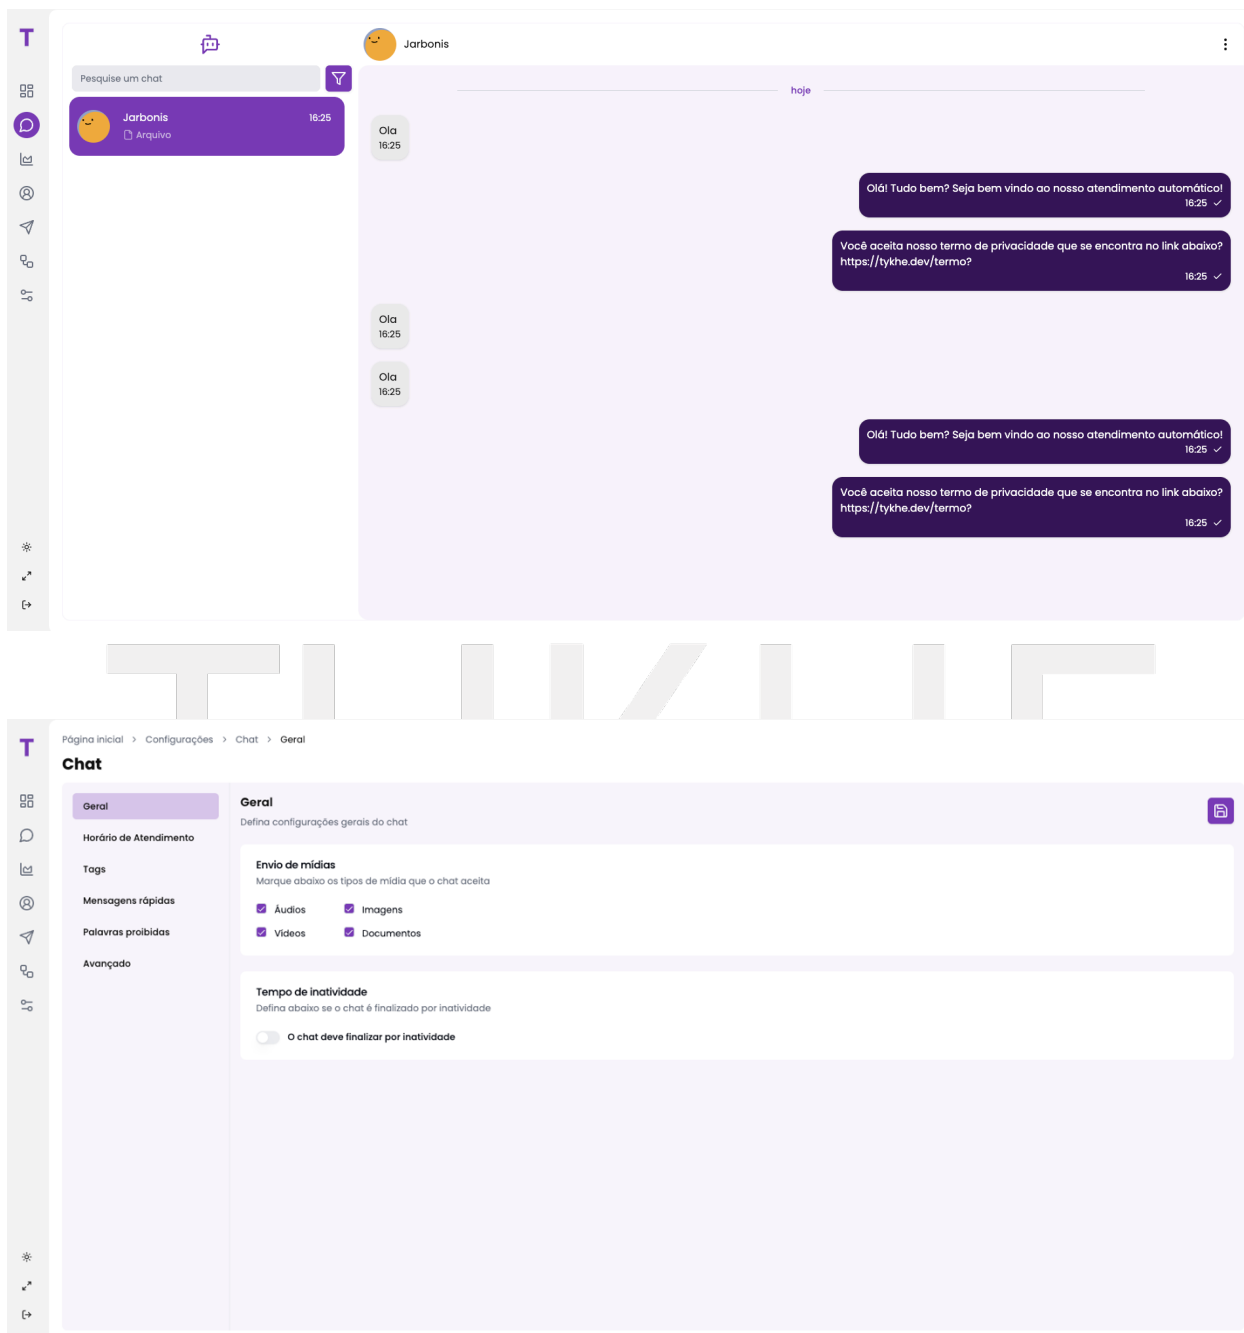 T
Pesquise um chat
Jarbonis 16:25
Arquivo
Jarbonis
hoje
Ola
16:25
Olá! Tudo bem? Seja bem vindo ao nosso atendimento automático!
16:25
Você aceita nosso termo de privacidade que se encontra no link abaixo?
https://tykhe.dev/termo?
16:25
Ola
16:25
Ola
16:25
Olá! Tudo bem? Seja bem vindo ao nosso atendimento automático!
16:25
Você aceita nosso termo de privacidade que se encontra no link abaixo?
https://tykhe.dev/termo?
16:25
T
Página inicial > Configurações > Chat > Geral
Chat
Geral
Horário de Atendimento
Tags
Mensagens rápidas
Palavras proibidas
Avançado
Geral
Defina configurações gerais do chat
Envio de mídias
Marque abaixo os tipos de mídia que o chat aceita
Áudios
Imagens
Vídeos
Documentos
Tempo de inatividade
Defina abaixo se o chat é finalizado por inatividade
O chat deve finalizar por inatividade